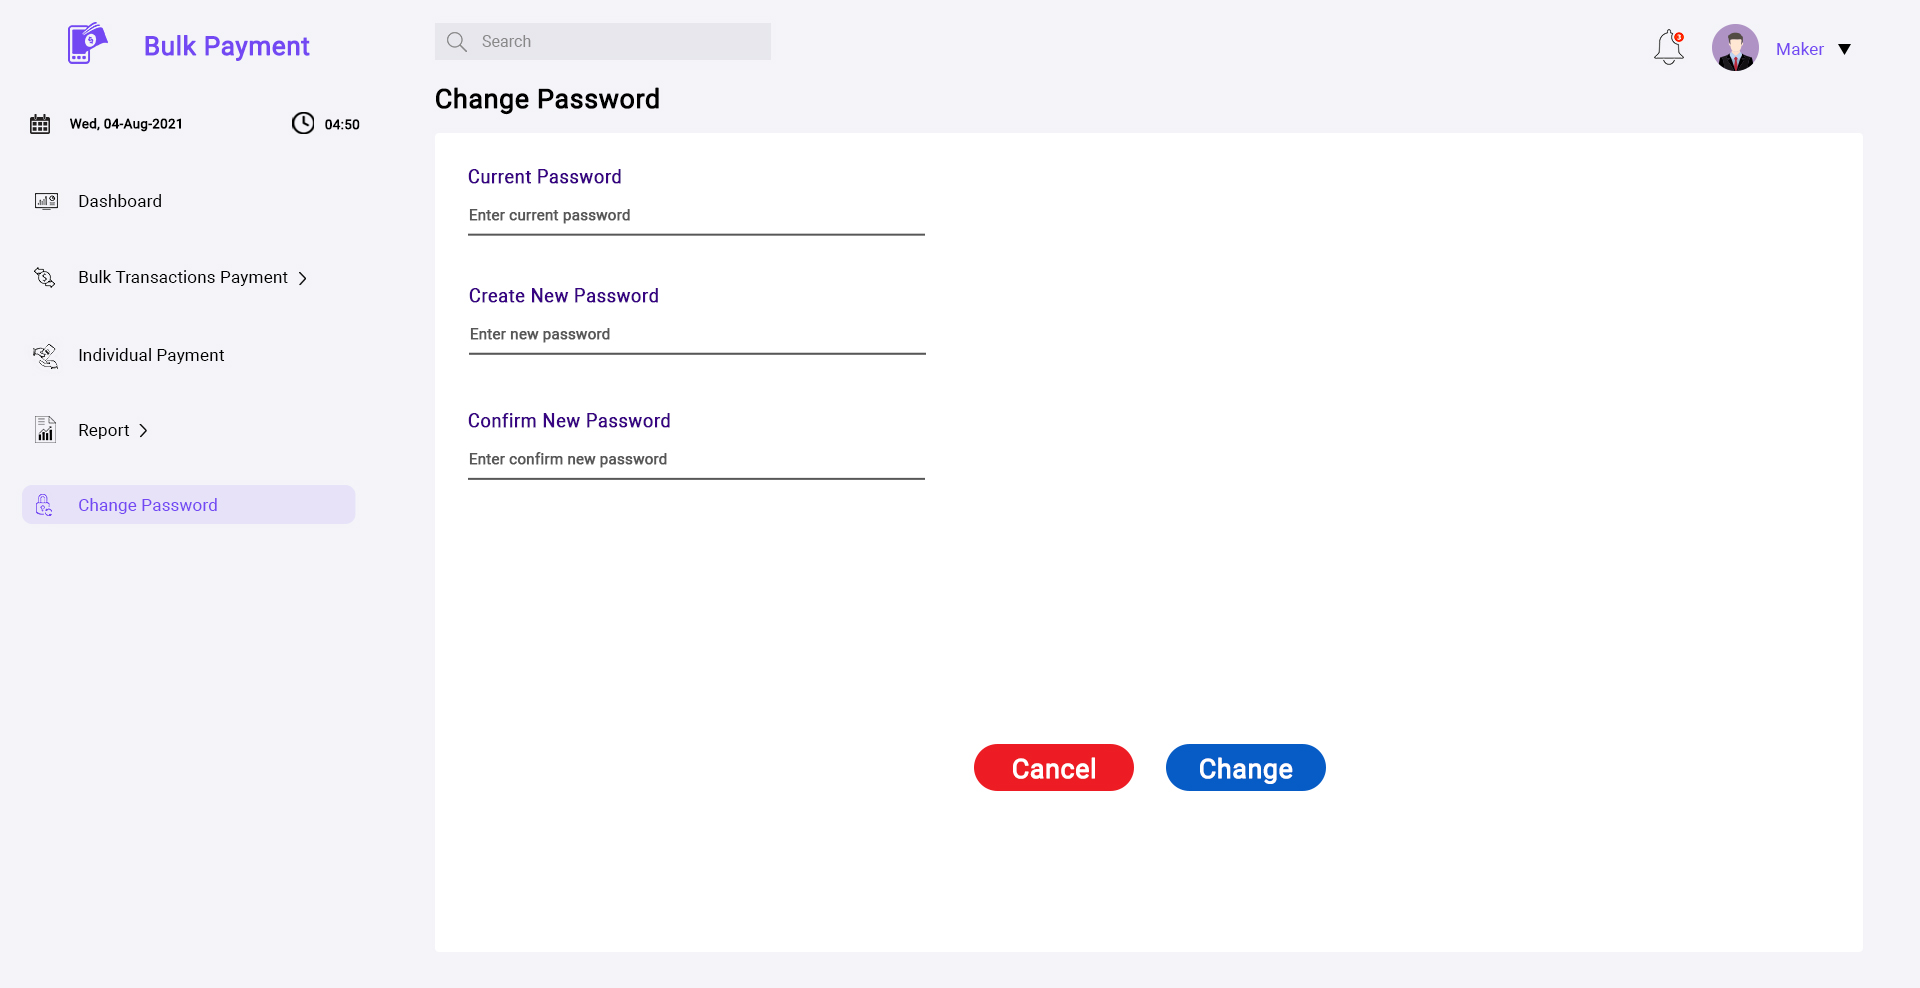 Bulk Payment
Search
3
Maker
Change Password
Wed, 04-Aug-2021
04:50
Dashboard
Bulk Transactions Payment
Individual Payment
Report
Change Password
Current Password
Enter current password
Create New Password
Enter new password
Confirm New Password
Enter confirm new password
Cancel
Change